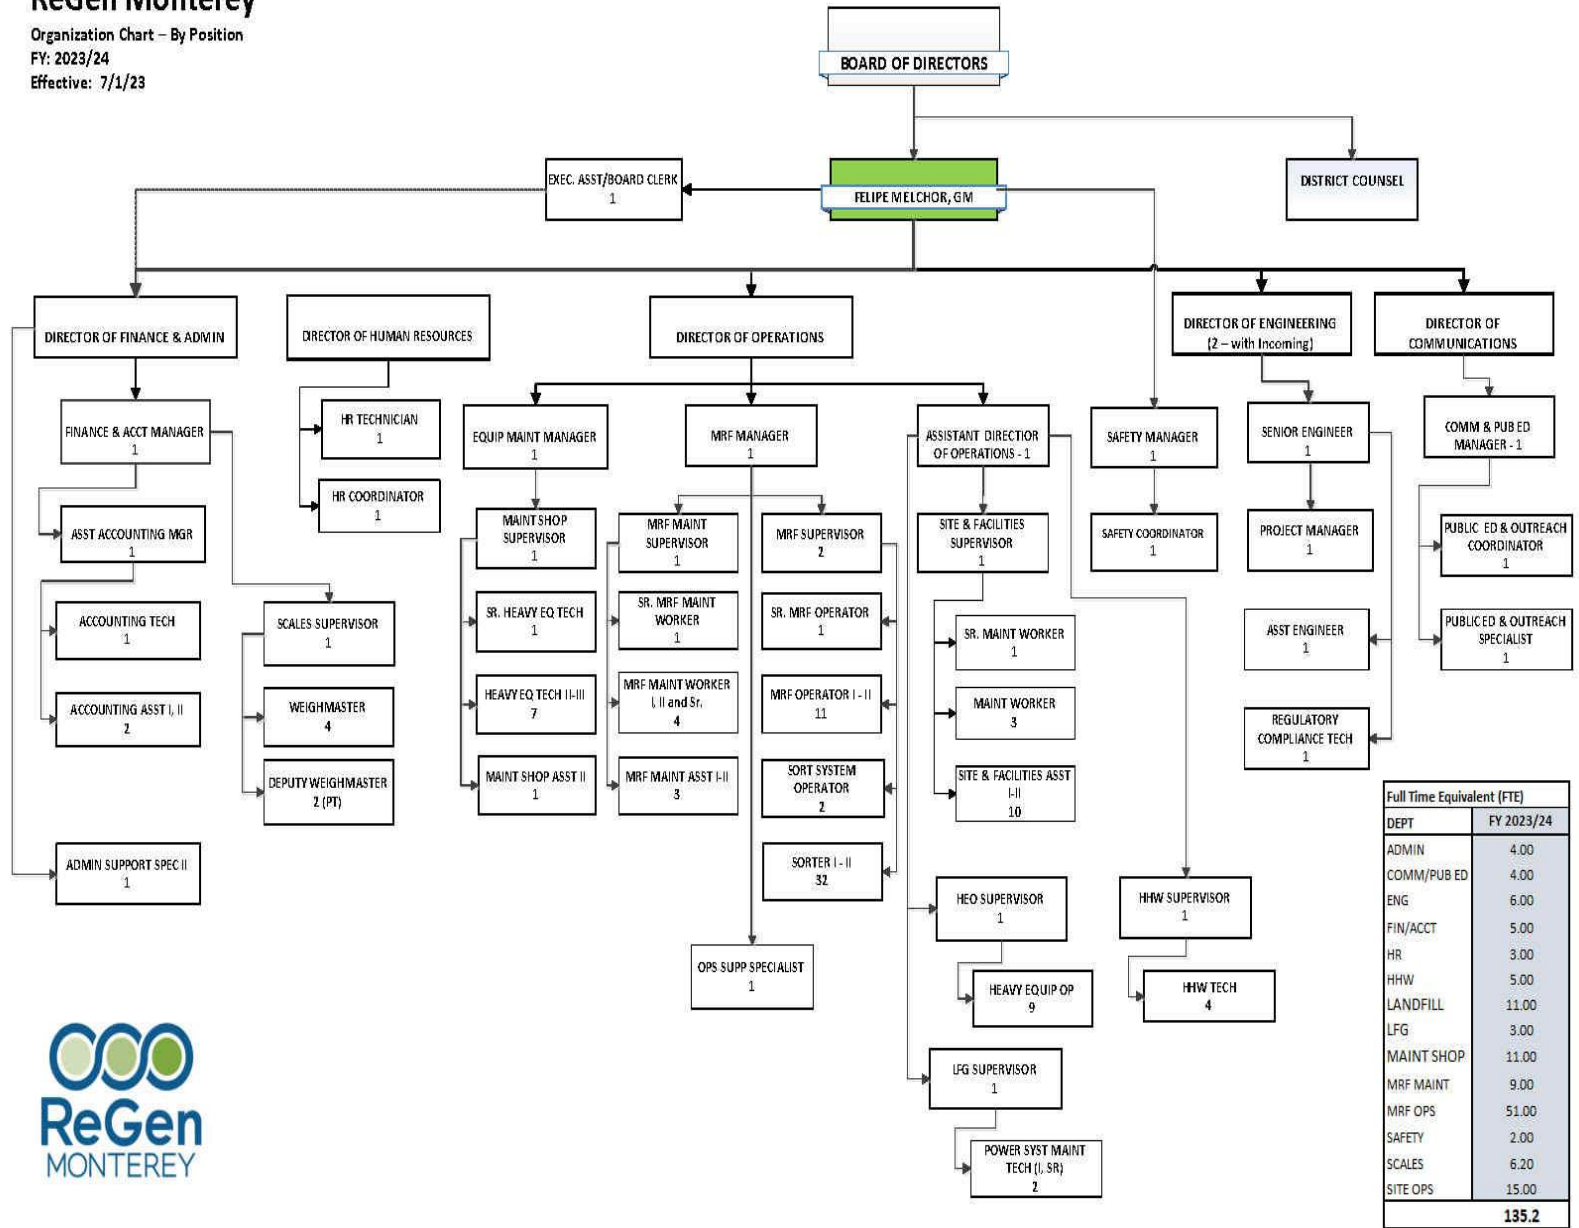 ReGen Monterey
Organization Chart – By Position
FY: 2023/24
Effective: 7/1/23
BOARD OF DIRECTORS
EXEC. ASST/BOARD CLERK
1
FELIPE MELCHOR, GM
DISTRICT COUNSEL
DIRECTOR OF FINANCE & ADMIN
DIRECTOR OF HUMAN RESOURCES
DIRECTOR OF OPERATIONS
DIRECTOR OF ENGINEERING
(2 – with Incoming)
DIRECTOR OF
COMMUNICATIONS
FINANCE & ACCT MANAGER
1
HR TECHNICIAN
1
HR COORDINATOR
1
EQUIP MAINT MANAGER
1
MRF MANAGER
1
ASSISTANT DIRECTIOR
OF OPERATIONS - 1
SAFETY MANAGER
1
SENIOR ENGINEER
1
COMM & PUB ED
MANAGER - 1
ASST ACCOUNTING MGR
1
MAINT SHOP
SUPERVISOR
1
MRF MAINT
SUPERVISOR
1
MRF SUPERVISOR
2
SITE & FACILITIES
SUPERVISOR
1
SAFETY COORDINATOR
1
PROJECT MANAGER
1
PUBLIC ED & OUTREACH
COORDINATOR
1
ACCOUNTING TECH
1
SCALES SUPERVISOR
1
SR. HEAVY EQ TECH
1
SR. MRF MAINT
WORKER
1
SR. MRF OPERATOR
1
SR. MAINT WORKER
1
ASST ENGINEER
1
PUBLIC ED & OUTREACH
SPECIALIST
1
ACCOUNTING ASST I, II
2
WEIGHMASTER
4
HEAVY EQ TECH II-III
7
MRF MAINT WORKER
I, II and Sr.
4
MRF OPERATOR I - II
11
MAINT WORKER
3
REGULATORY
COMPLIANCE TECH
1
DEPUTY WEIGHMASTER
2 (PT)
MAINT SHOP ASST II
1
MRF MAINT ASST I-II
3
SORT SYSTEM
OPERATOR
2
SITE & FACILITIES ASST
I-II
10
ADMIN SUPPORT SPEC II
1
SORTER I - II
32
HEO SUPERVISOR
1
HHW SUPERVISOR
1
OPS SUPP SPECIALIST
1
HEAVY EQUIP OP
9
HHW TECH
4
LFG SUPERVISOR
1
POWER SYST MAINT
TECH (I, SR)
2
Full Time Equivalent (FTE)
DEPT FY 2023/24
ADMIN 4.00
COMM/PUB ED 4.00
ENG 6.00
FIN/ACCT 5.00
HR 3.00
HHW 5.00
LANDFILL 11.00
LFG 3.00
MAINT SHOP 11.00
MRF MAINT 9.00
MRF OPS 51.00
SAFETY 2.00
SCALES 6.20
SITE OPS 15.00
135.2
ReGen
MONTEREY